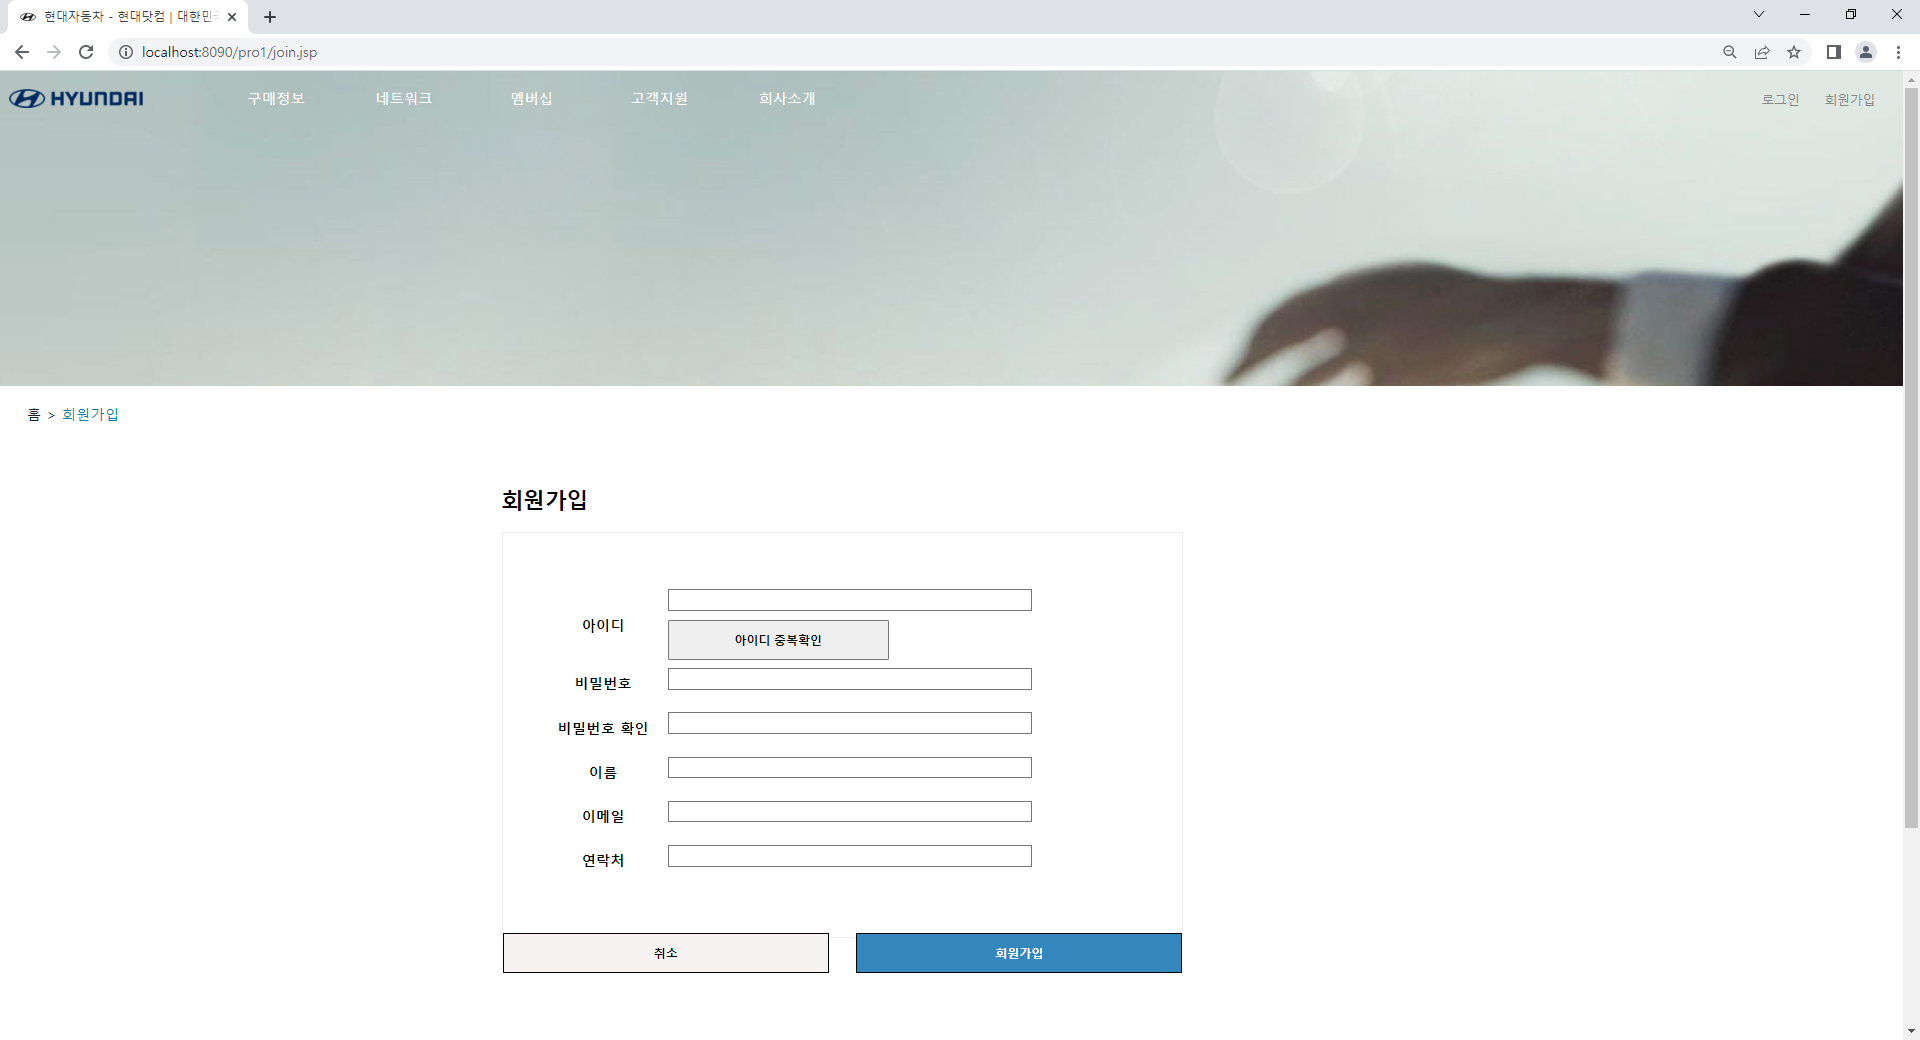 현대자동차 - 현대닷컴 | 대한민
localhost:8090/pro1/join.jsp
HYUNDAI 구매정보 네트워크 멤버십 고객지원 회사소개 로그인 회원가입
홈 > 회원가입
회원가입
아이디
아이디 중복확인
비밀번호
비밀번호 확인
이름
이메일
연락처
취소 회원가입